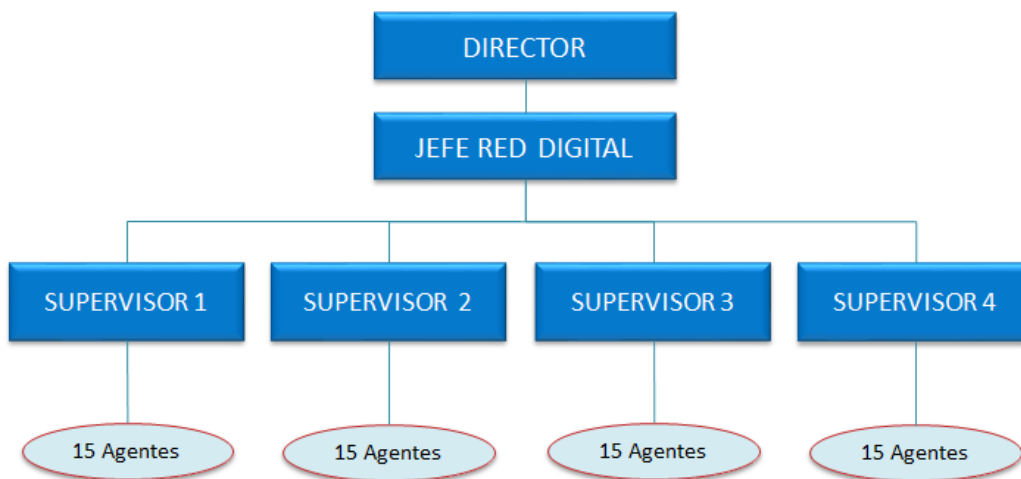 DIRECTOR
JEFE RED DIGITAL
SUPERVISOR 1
SUPERVISOR 2
SUPERVISOR 3
SUPERVISOR 4
15 Agentes
15 Agentes
15 Agentes
15 Agentes